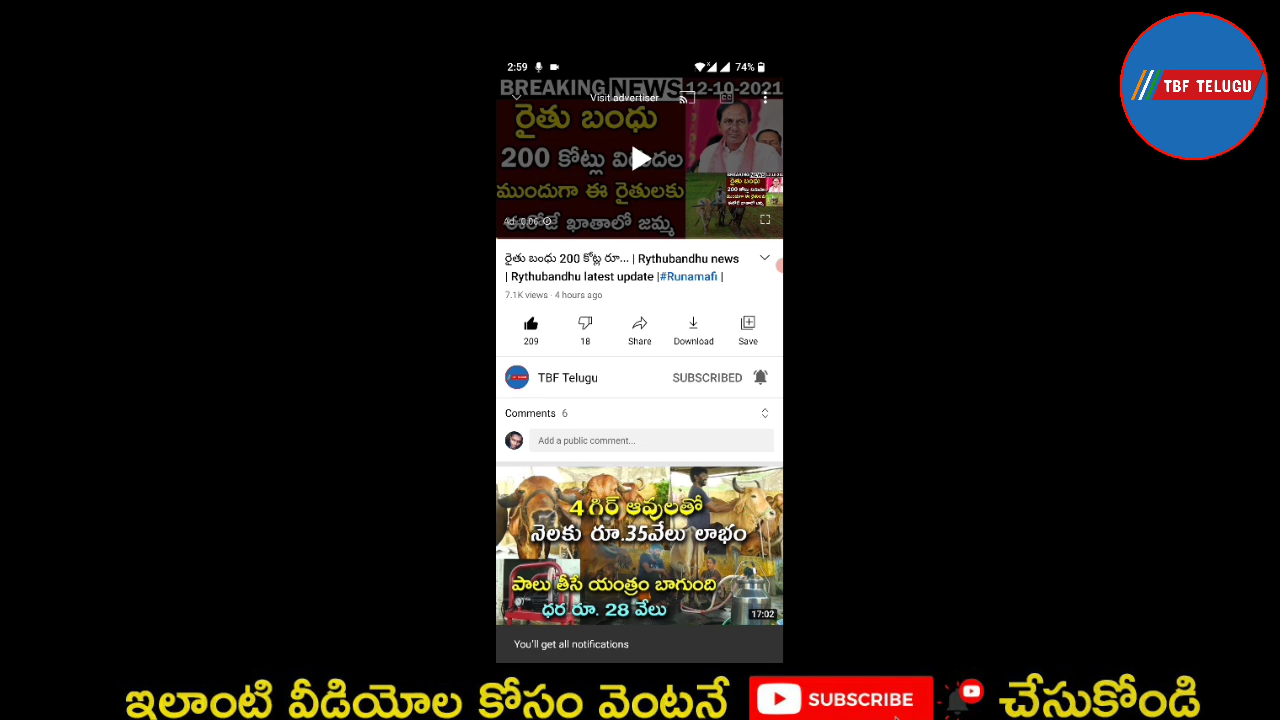 TBF TELUGU
2:59
74%
BREAKING NEWS 12-10-2021
Visit advertiser
రైతు బంధు
200 కోట్లు విడుదల
ముందుగా ఈ రైతులకు
ఈరోజే ఖాతాలో జమ్మ
రైతు బంధు 200 కోట్ల రూ... | Rythubandhu news
| Rythubandhu latest update |#Runamafi |
7.1K views · 4 hours ago
209
18
Share
Download
Save
TBF Telugu
SUBSCRIBED
Comments 6
Add a public comment...
4 గిర్ ఆవులతో
నెలకు రూ.35వేలు లాభం
పాలు తీసే యంత్రం బాగుంది
ధర రూ. 28 వేలు
17:02
You'll get all notifications
ఇలాంటి వీడియోల కోసం వెంటనే SUBSCRIBE చేసుకోండి